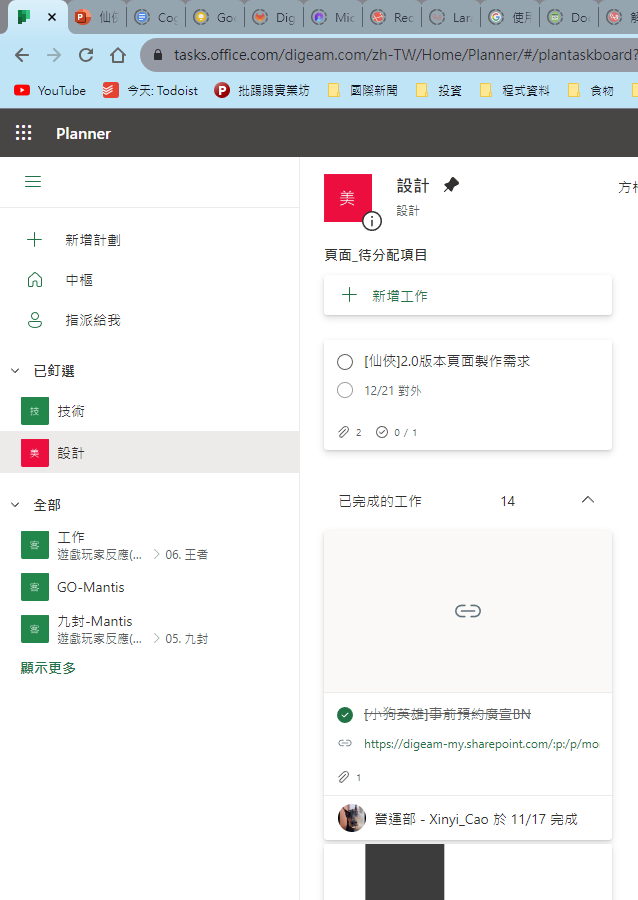 仙俠
Cog
Goo
Dig
Mic
Rec
Lara
使用
Doc
tasks.office.com/digeam.com/zh-TW/Home/Planner/#/plantaskboard?
YouTube
今天: Todoist
批踢踢實業坊
國際新聞
投資
程式資料
食物
Planner
新增計劃
中樞
指派給我
已釘選
技 技術
美 設計
全部
客 工作
遊戲玩家反應(... > 06. 王者
客 GO-Mantis
客 九封-Mantis
遊戲玩家反應(... > 05. 九封
顯示更多
美 設計
設計
頁面_待分配項目
新增工作
[仙俠]2.0版本頁面製作需求
12/21 對外
2 0 / 1
已完成的工作 14
[小狗英雄]事前預約廣宣BN
https://digeam-my.sharepoint.com/:p:/p/mo
1
營運部 - Xinyi_Cao 於 11/17 完成